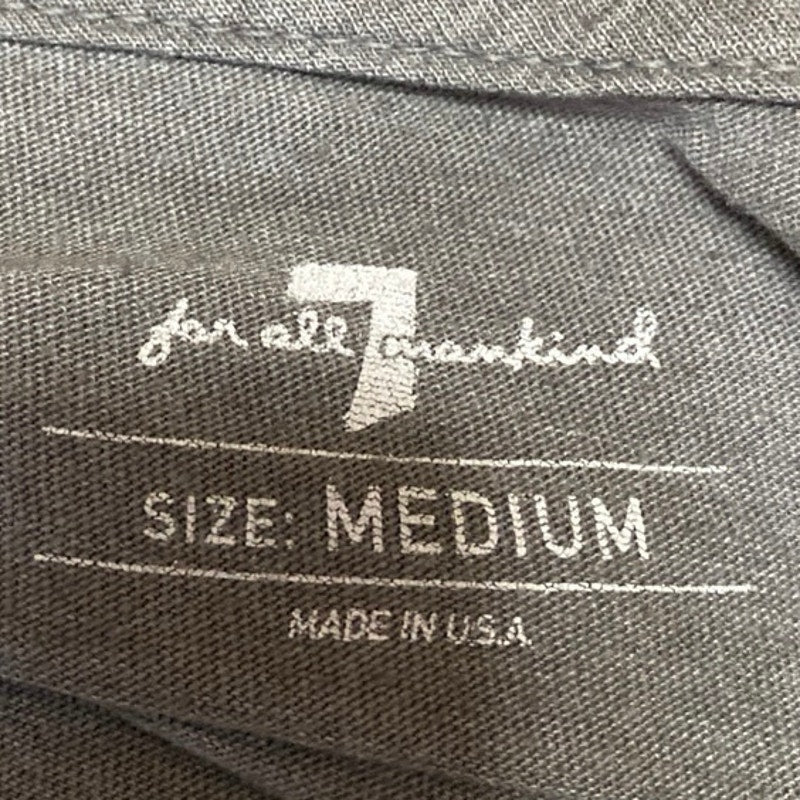 7
for all mankind
SIZE: MEDIUM
MADE IN U.S.A.